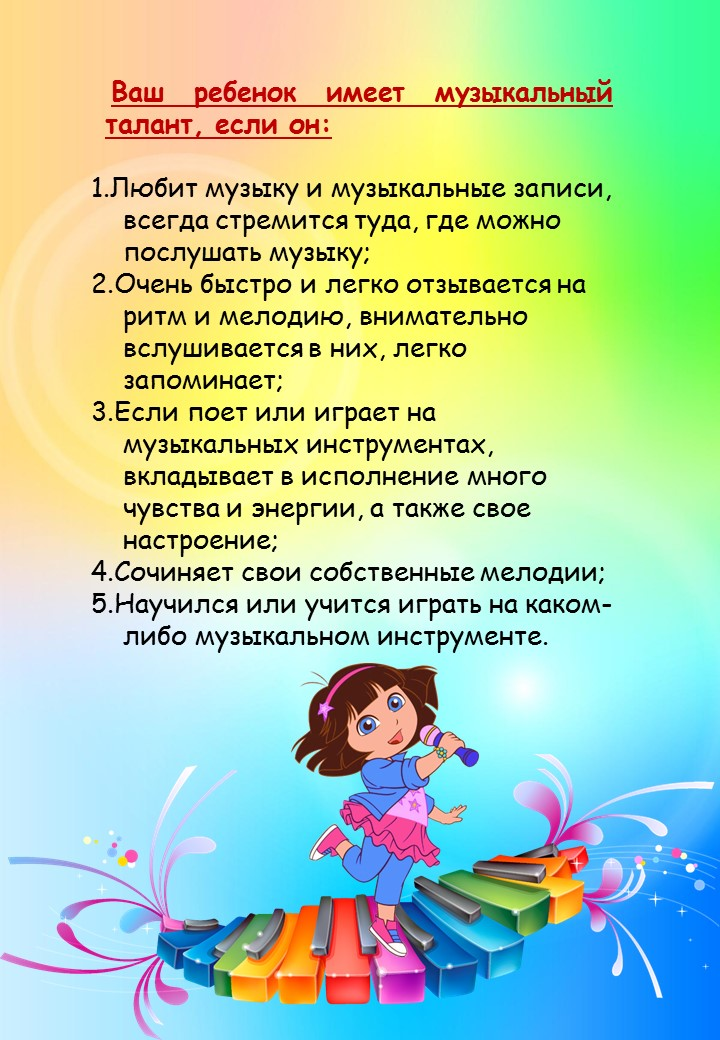 Ваш ребенок имеет музыкальный
талант, если он:
1.Любит музыку и музыкальные записи,
всегда стремится туда, где можно
послушать музыку;
2.Очень быстро и легко отзывается на
ритм и мелодию, внимательно
вслушивается в них, легко
запоминает;
3.Если поет или играет на
музыкальных инструментах,
вкладывает в исполнение много
чувства и энергии, а также свое
настроение;
4.Сочиняет свои собственные мелодии;
5.Научился или учится играть на каком-
либо музыкальном инструменте.